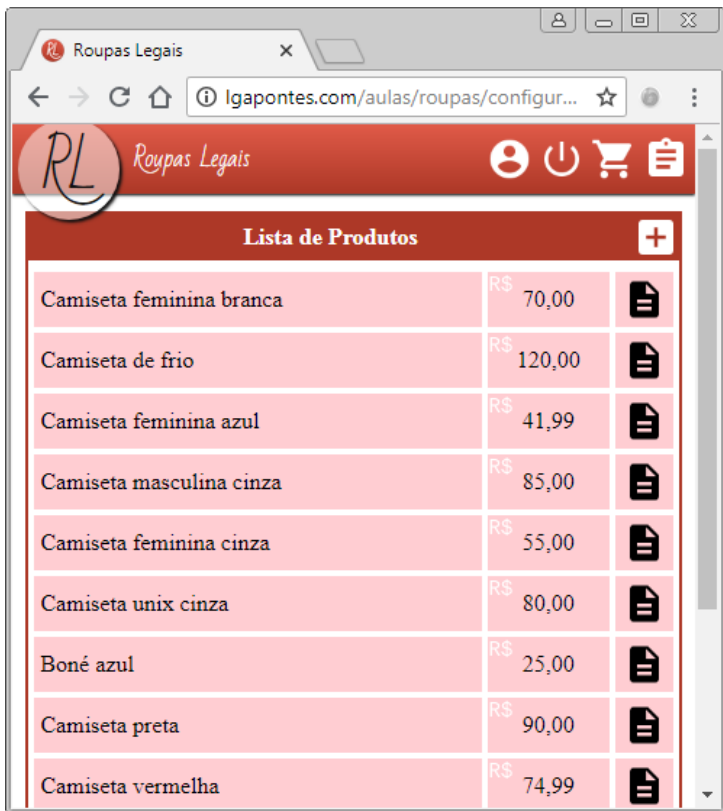 Roupas Legais
lgapontes.com/aulas/roupas/configur...
RL Roupas Legais
Lista de Produtos
Camiseta feminina branca R$ 70,00
Camiseta de frio R$ 120,00
Camiseta feminina azul R$ 41,99
Camiseta masculina cinza R$ 85,00
Camiseta feminina cinza R$ 55,00
Camiseta unix cinza R$ 80,00
Boné azul R$ 25,00
Camiseta preta R$ 90,00
Camiseta vermelha R$ 74,99